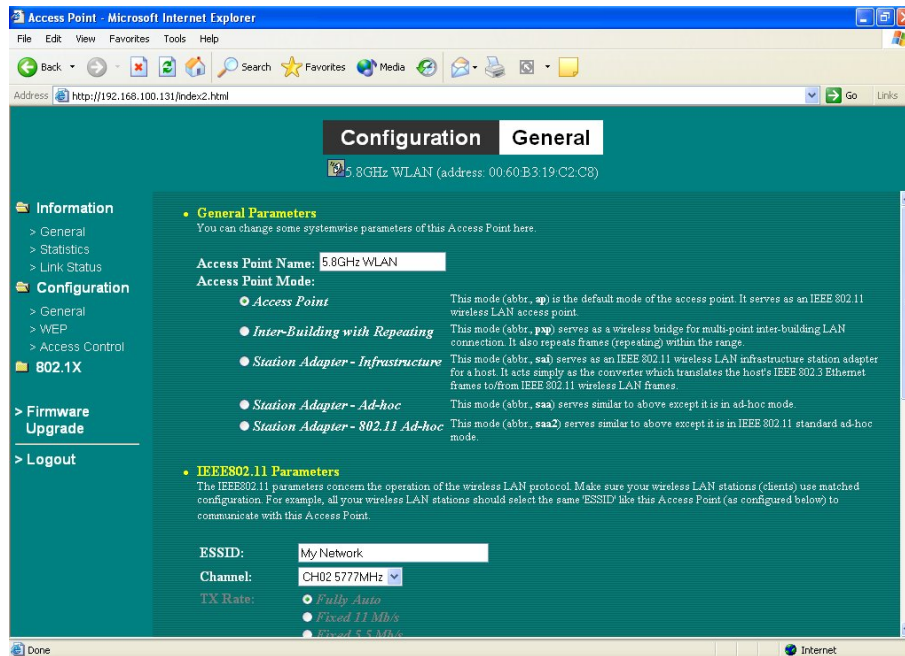 Access Point - Microsoft Internet Explorer
File Edit View Favorites Tools Help
Back Search Favorites Media
Address http://192.168.100.131/index2.html Go Links
Configuration General
5.8GHz WLAN (address: 00:60:B3:19:C2:C8)
Information
> General
> Statistics
> Link Status
Configuration
> General
> WEP
> Access Control
802.1X
> Firmware
Upgrade
> Logout
• General Parameters
You can change some systemwise parameters of this Access Point here.
Access Point Name: 5.8GHz WLAN
Access Point Mode:
Access Point
This mode (abbr., ap) is the default mode of the access point. It serves as an IEEE 802.11
wireless LAN access point.
Inter-Building with Repeating
This mode (abbr., pxp) serves as a wireless bridge for multi-point inter-building LAN
connection. It also repeats frames (repeating) within the range.
Station Adapter - Infrastructure
This mode (abbr., sai) serves as an IEEE 802.11 wireless LAN infrastructure station adapter
for a host. It acts simply as the converter which translates the host's IEEE 802.3 Ethernet
frames to/from IEEE 802.11 wireless LAN frames.
Station Adapter - Ad-hoc
This mode (abbr., saa) serves similar to above except it is in ad-hoc mode.
Station Adapter - 802.11 Ad-hoc
This mode (abbr., saa2) serves similar to above except it is in IEEE 802.11 standard ad-hoc
mode.
• IEEE802.11 Parameters
The IEEE802.11 parameters concern the operation of the wireless LAN protocol. Make sure your wireless LAN stations (clients) use matched
configuration. For example, all your wireless LAN stations should select the same 'ESSID' like this Access Point (as configured below) to
communicate with this Access Point.
ESSID: My Network
Channel: CH02 5777MHz
TX Rate: Fully Auto
Fixed 11 Mb/s
Fixed 5.5 Mb/s
Done Internet